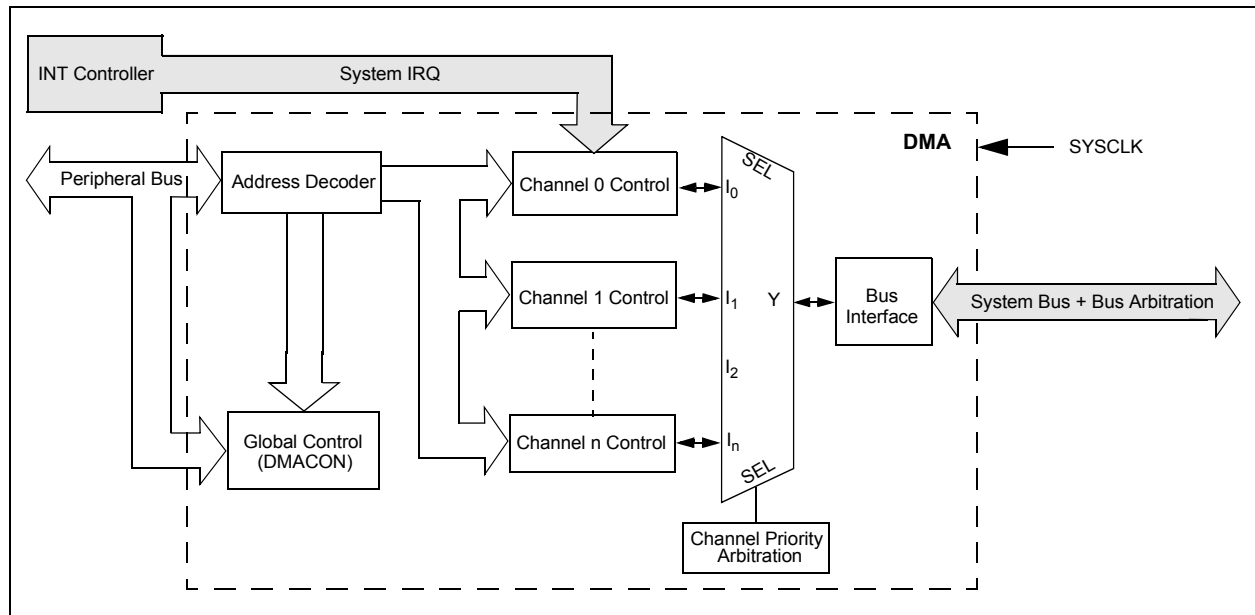 INT Controller
System IRQ
DMA
SYSCLK
Peripheral Bus
Address Decoder
Channel 0 Control
SEL
I0
Channel 1 Control
I1
Y
Bus
Interface
System Bus + Bus Arbitration
I2
Global Control
(DMACON)
Channel n Control
In
SEL
Channel Priority
Arbitration